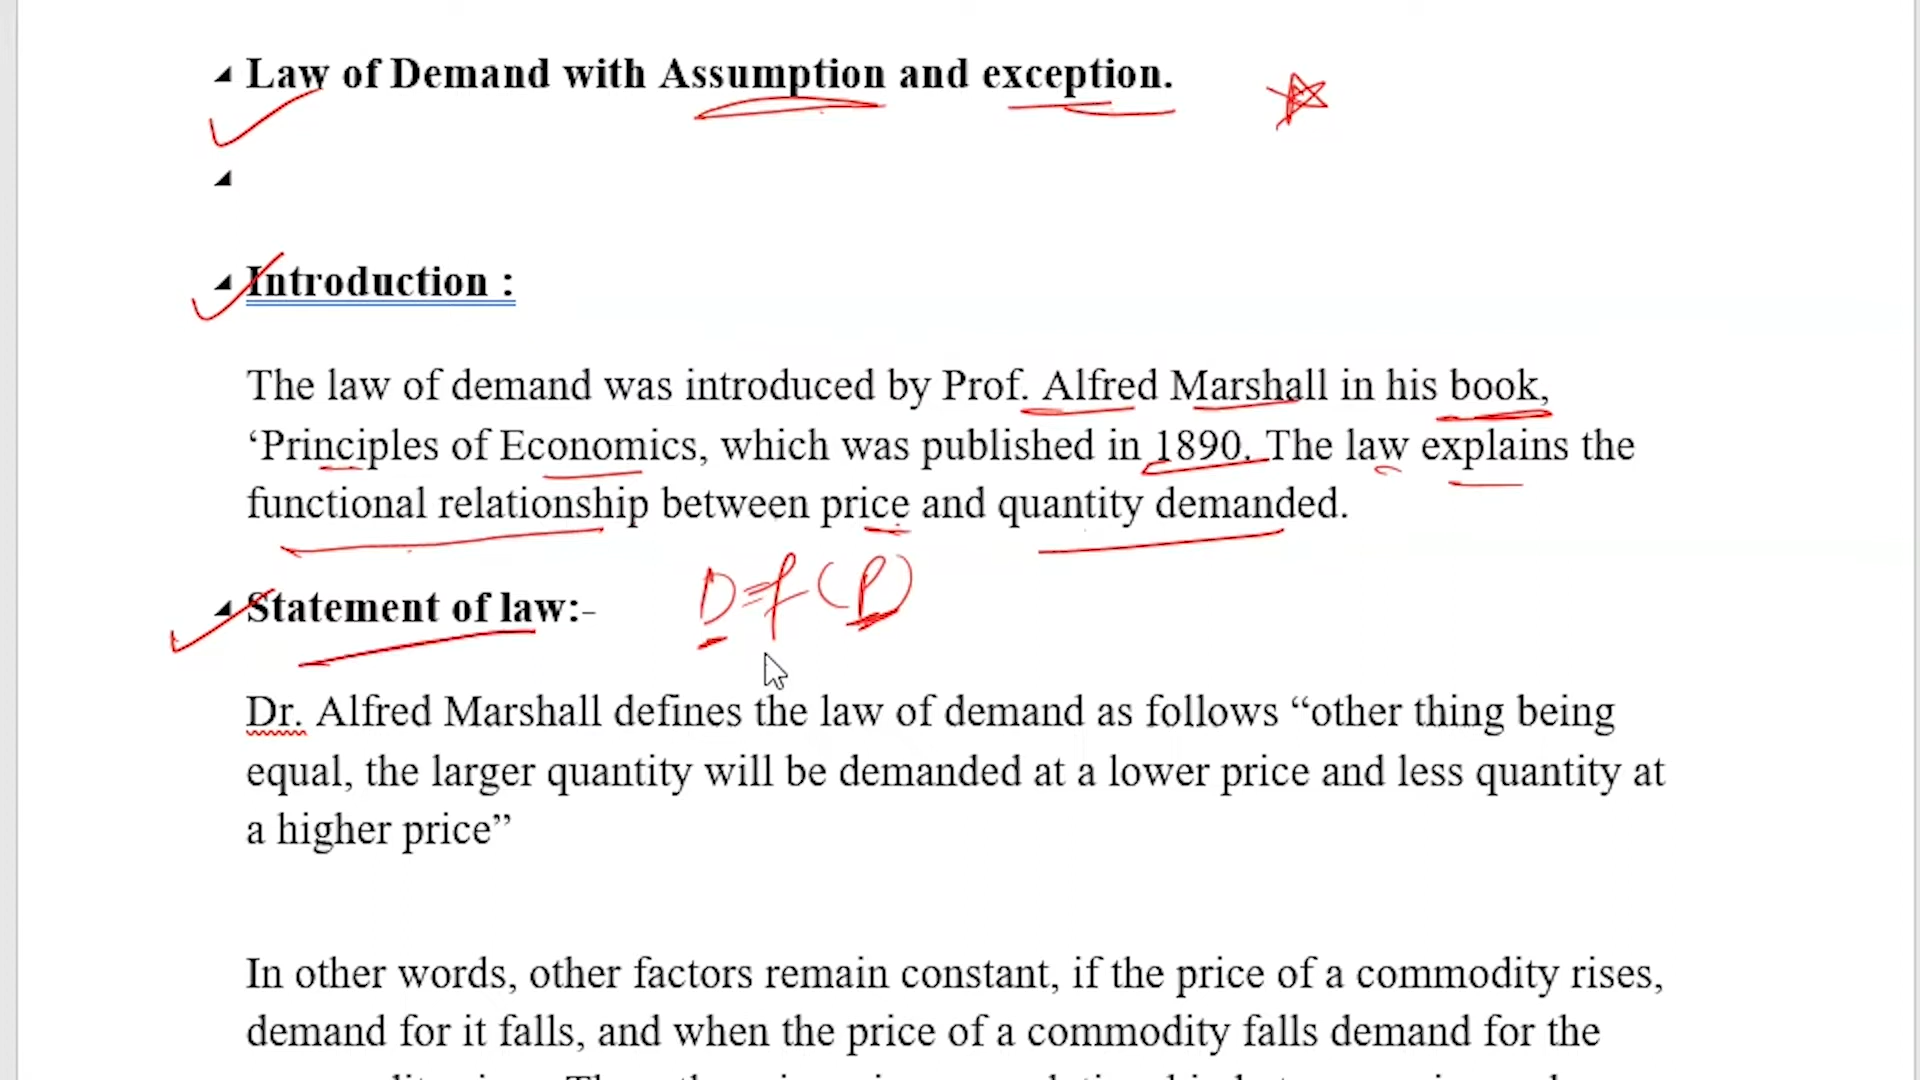 Law of Demand with Assumption and exception.
Introduction :
The law of demand was introduced by Prof. Alfred Marshall in his book,
‘Principles of Economics, which was published in 1890. The law explains the
functional relationship between price and quantity demanded.
D=f(P)
Statement of law:-
Dr. Alfred Marshall defines the law of demand as follows “other thing being
equal, the larger quantity will be demanded at a lower price and less quantity at
a higher price”
In other words, other factors remain constant, if the price of a commodity rises,
demand for it falls, and when the price of a commodity falls demand for the